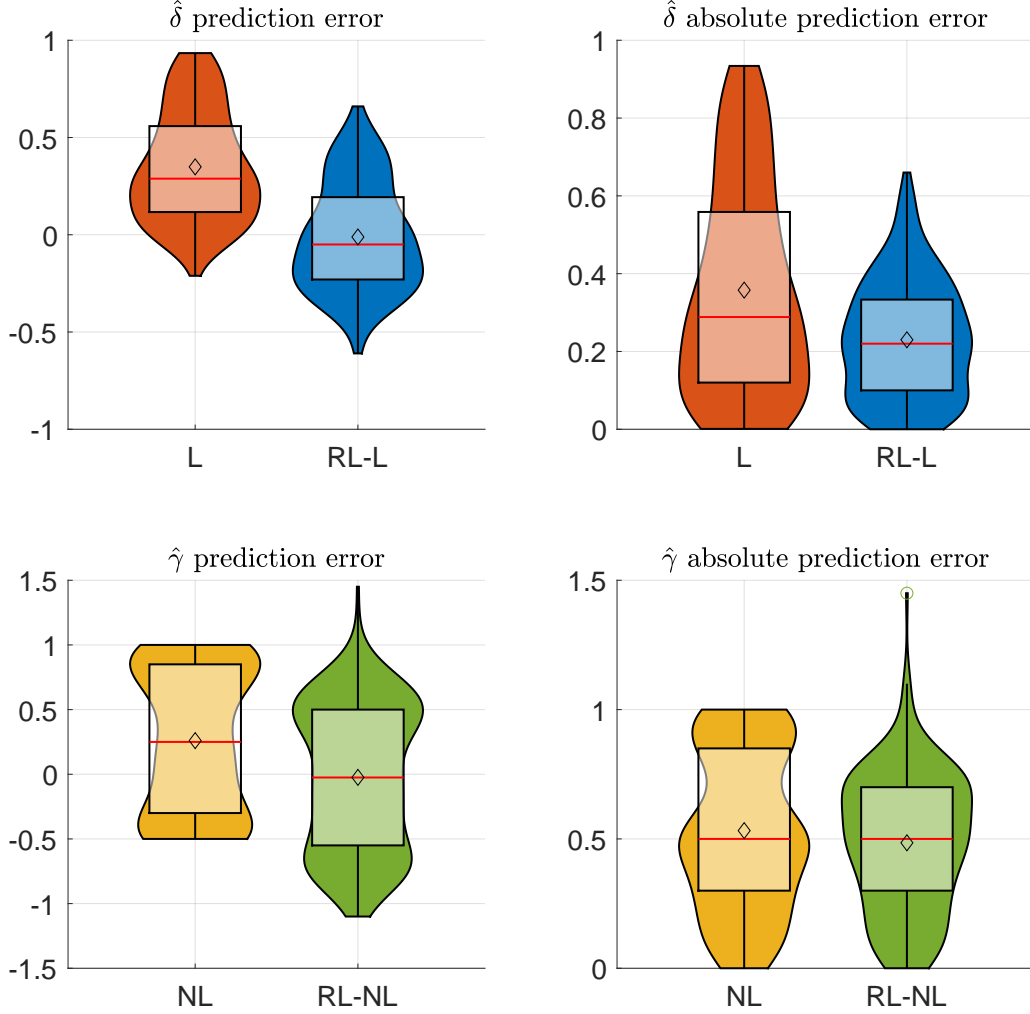 δ̂ prediction error
1
0.5
0
-0.5
-1
L RL-L
δ̂ absolute prediction error
1
0.8
0.6
0.4
0.2
0
L RL-L
γ̂ prediction error
1.5
1
0.5
0
-0.5
-1
-1.5
NL RL-NL
γ̂ absolute prediction error
1.5
1
0.5
0
NL RL-NL